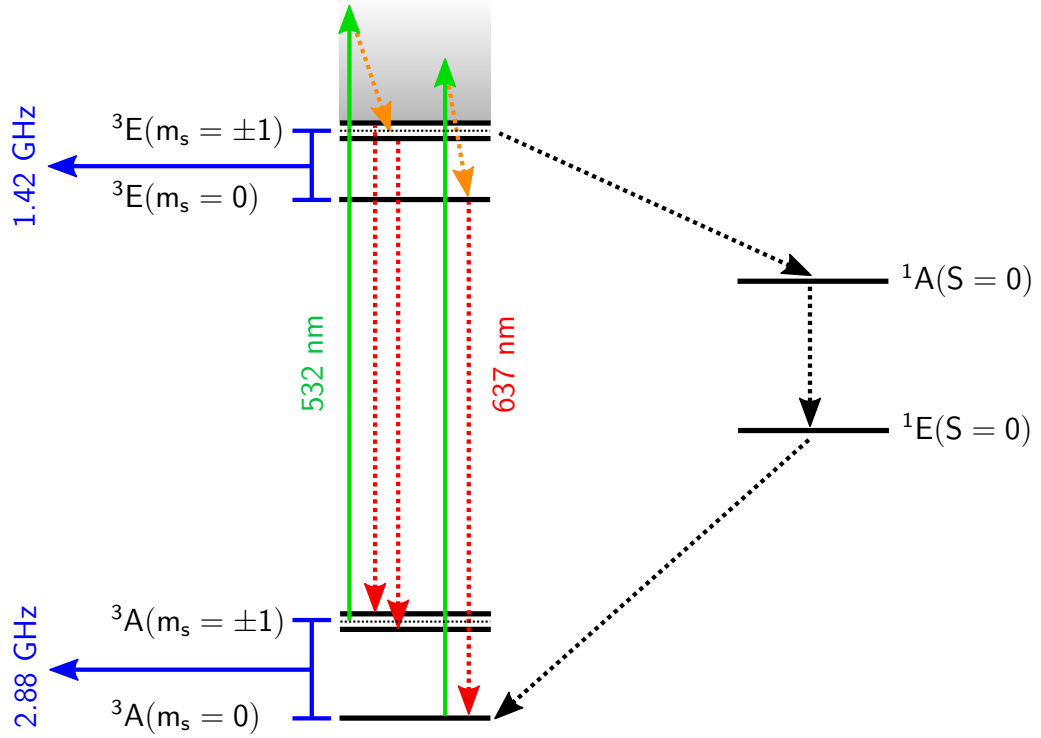 ³E(mₛ = ±1)
1.42 GHz
³E(mₛ = 0)
¹A(S = 0)
532 nm
637 nm
¹E(S = 0)
³A(mₛ = ±1)
2.88 GHz
³A(mₛ = 0)